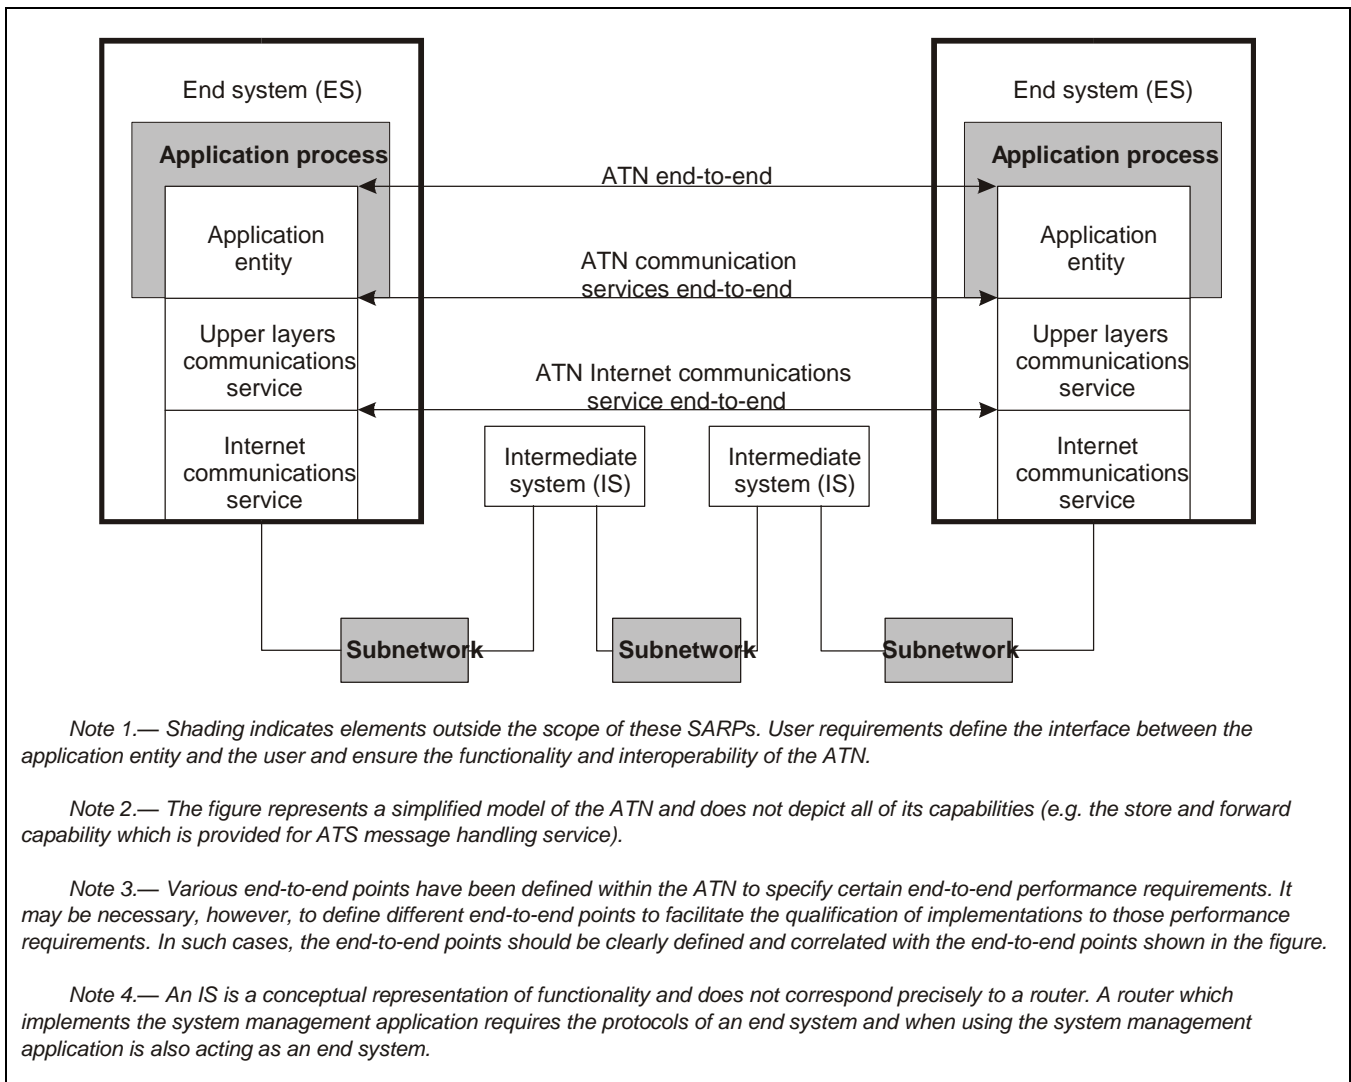 End system (ES)
End system (ES)
Application process
Application process
ATN end-to-end
Application
entity
Application
entity
ATN communication
services end-to-end
Upper layers
communications
service
Upper layers
communications
service
ATN Internet communications
service end-to-end
Internet
communications
service
Intermediate
system (IS)
Intermediate
system (IS)
Internet
communications
service
Subnetwork
Subnetwork
Subnetwork
Note 1.— Shading indicates elements outside the scope of these SARPs. User requirements define the interface between the
application entity and the user and ensure the functionality and interoperability of the ATN.
Note 2.— The figure represents a simplified model of the ATN and does not depict all of its capabilities (e.g. the store and forward
capability which is provided for ATS message handling service).
Note 3.— Various end-to-end points have been defined within the ATN to specify certain end-to-end performance requirements. It
may be necessary, however, to define different end-to-end points to facilitate the qualification of implementations to those performance
requirements. In such cases, the end-to-end points should be clearly defined and correlated with the end-to-end points shown in the figure.
Note 4.— An IS is a conceptual representation of functionality and does not correspond precisely to a router. A router which
implements the system management application requires the protocols of an end system and when using the system management
application is also acting as an end system.